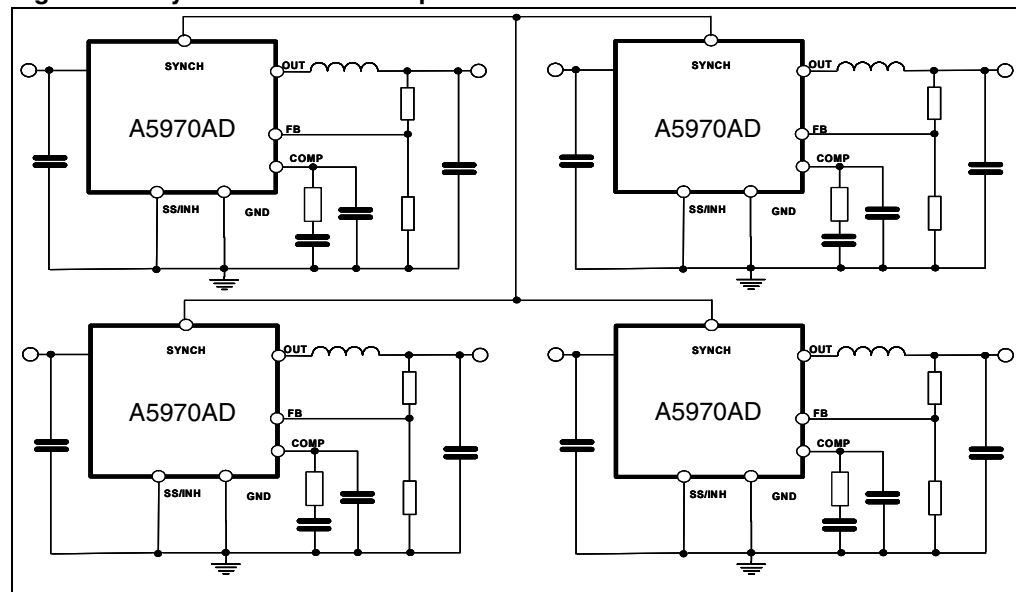 SYNCH
OUT
A5970AD
FB
COMP
SS/INH
GND
SYNCH
OUT
A5970AD
FB
COMP
SS/INH
GND
SYNCH
OUT
A5970AD
FB
COMP
SS/INH
GND
SYNCH
OUT
A5970AD
FB
COMP
SS/INH
GND